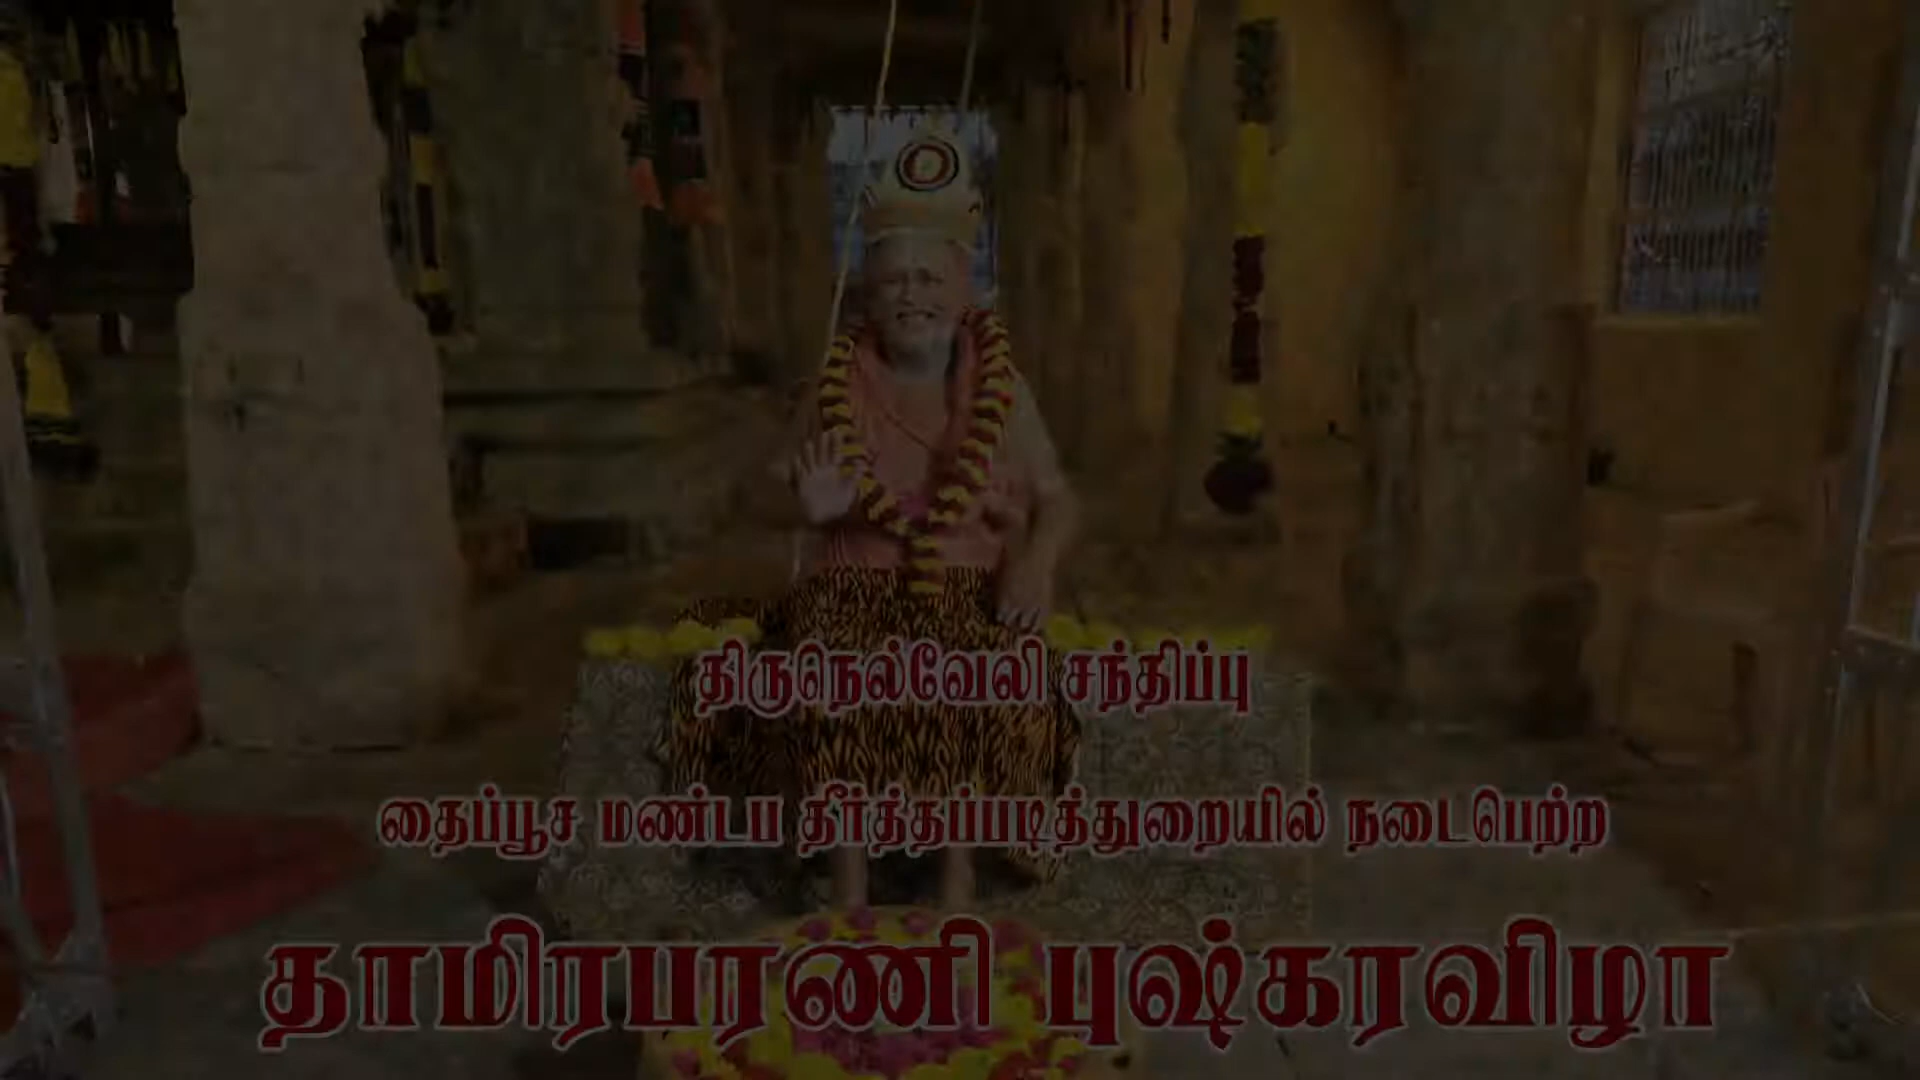 திருநெல்வேலி சந்திப்பு
தைப்பூச மண்டப தீர்த்தப்படித்துறையில் நடைபெற்ற
தாமிரபரணி புஷ்கரவிழா